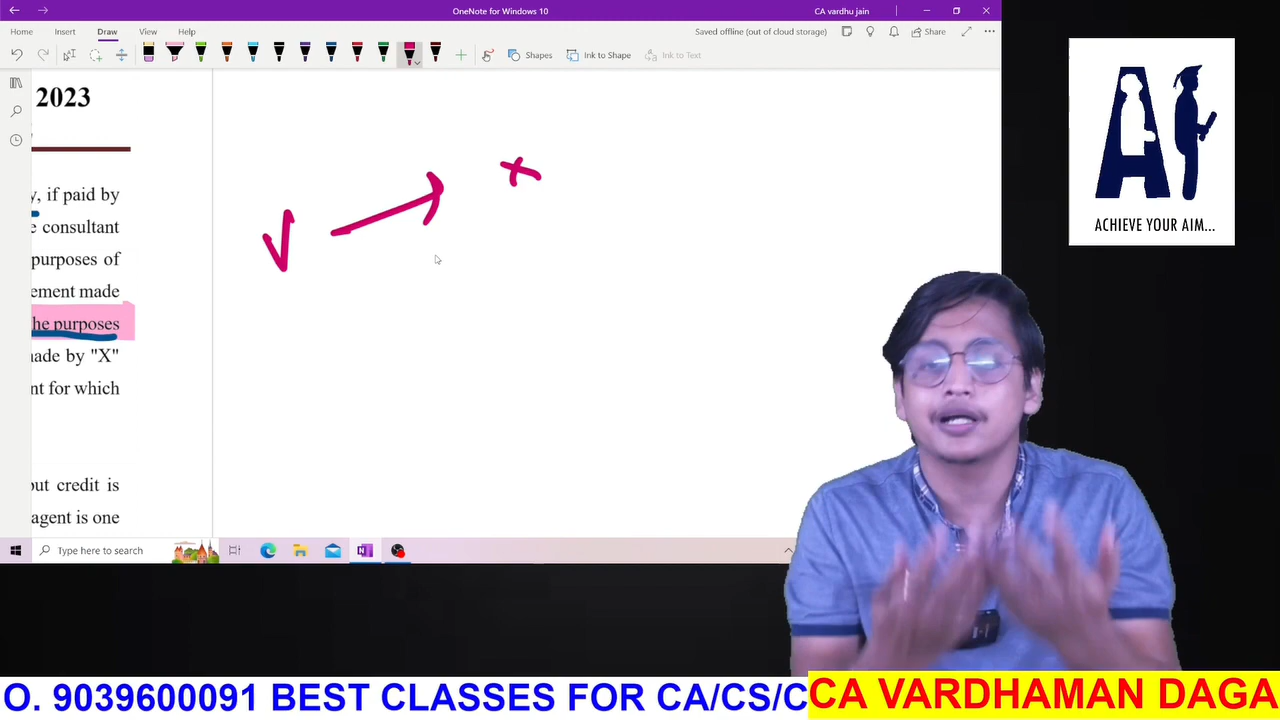 OneNote for Windows 10
CA vardhu jain
Home Insert Draw View Help
Saved offline (out of cloud storage)
Share
Shapes
Ink to Shape
Ink to Text
2023
y, if paid by
e consultant
purposes of
ement made
he purposes
ade by "X"
nt for which
put credit is
agent is one
Type here to search
ACHIEVE YOUR AIM...
O. 9039600091 BEST CLASSES FOR CA/CS/C
CA VARDHAMAN DAGA